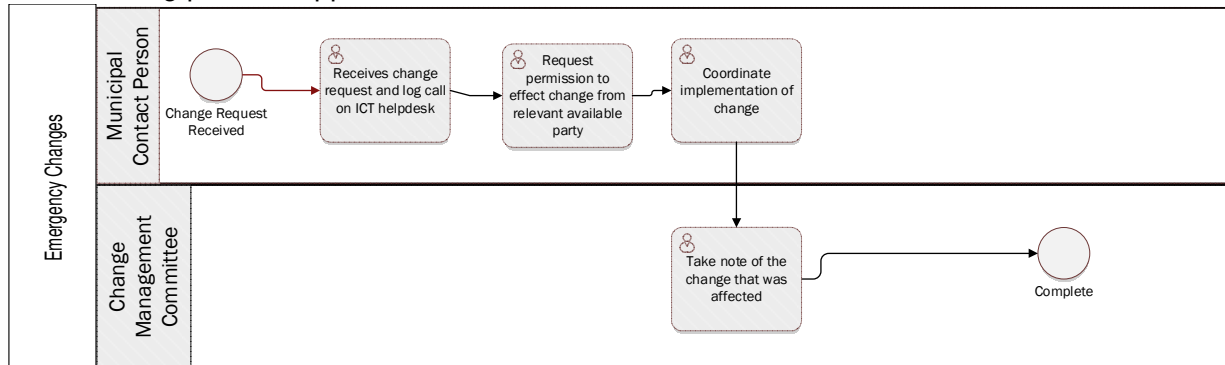 Emergency Changes
Municipal
Contact Person
Change Request
Received
Receives change
request and log call
on ICT helpdesk
Request
permission to
effect change from
relevant available
party
Coordinate
implementation of
change
Change
Management
Committee
Take note of the
change that was
affected
Complete